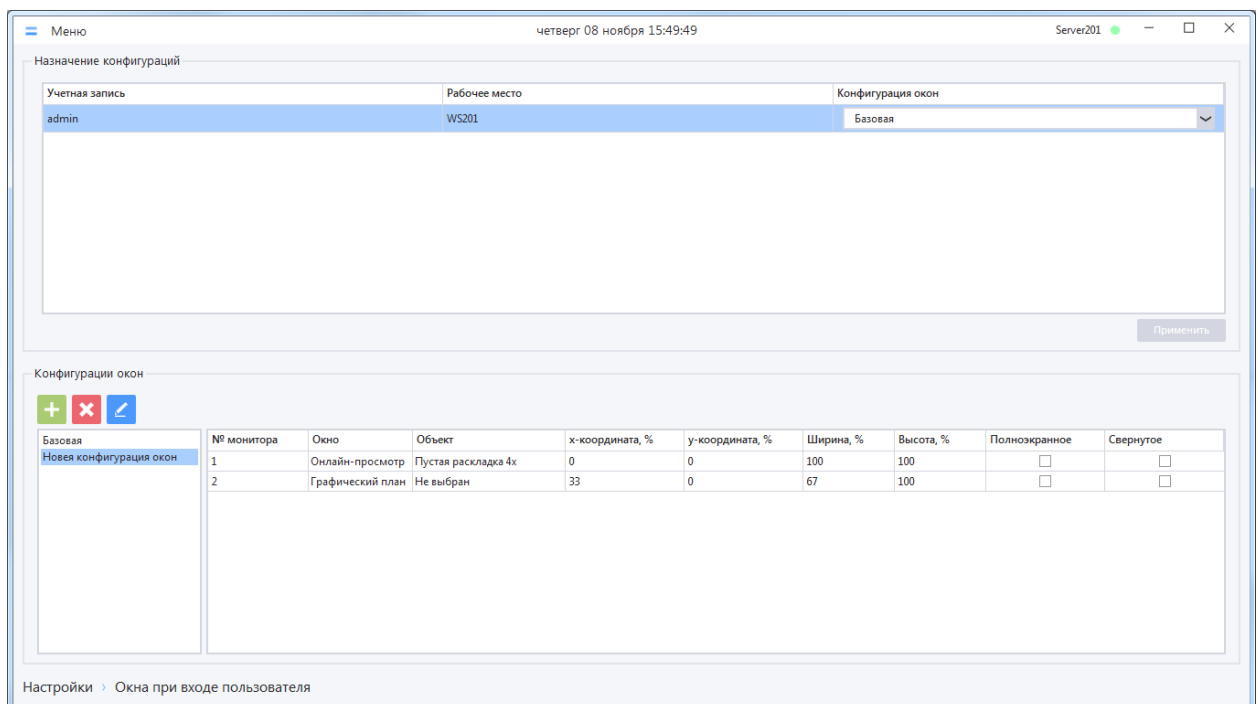 Меню четверг 08 ноября 15:49:49 Server201
Назначение конфигураций
Учетная запись Рабочее место Конфигурация окон
admin WS201 Базовая
Применить
Конфигурации окон
Базовая
Новея конфигурация окон
№ монитора Окно Объект x-координата, % y-координата, % Ширина, % Высота, % Полноэкранное Свернутое
1 Онлайн-просмотр Пустая раскладка 4x 0 0 100 100
2 Графический план Не выбран 33 0 67 100
Настройки › Окна при входе пользователя